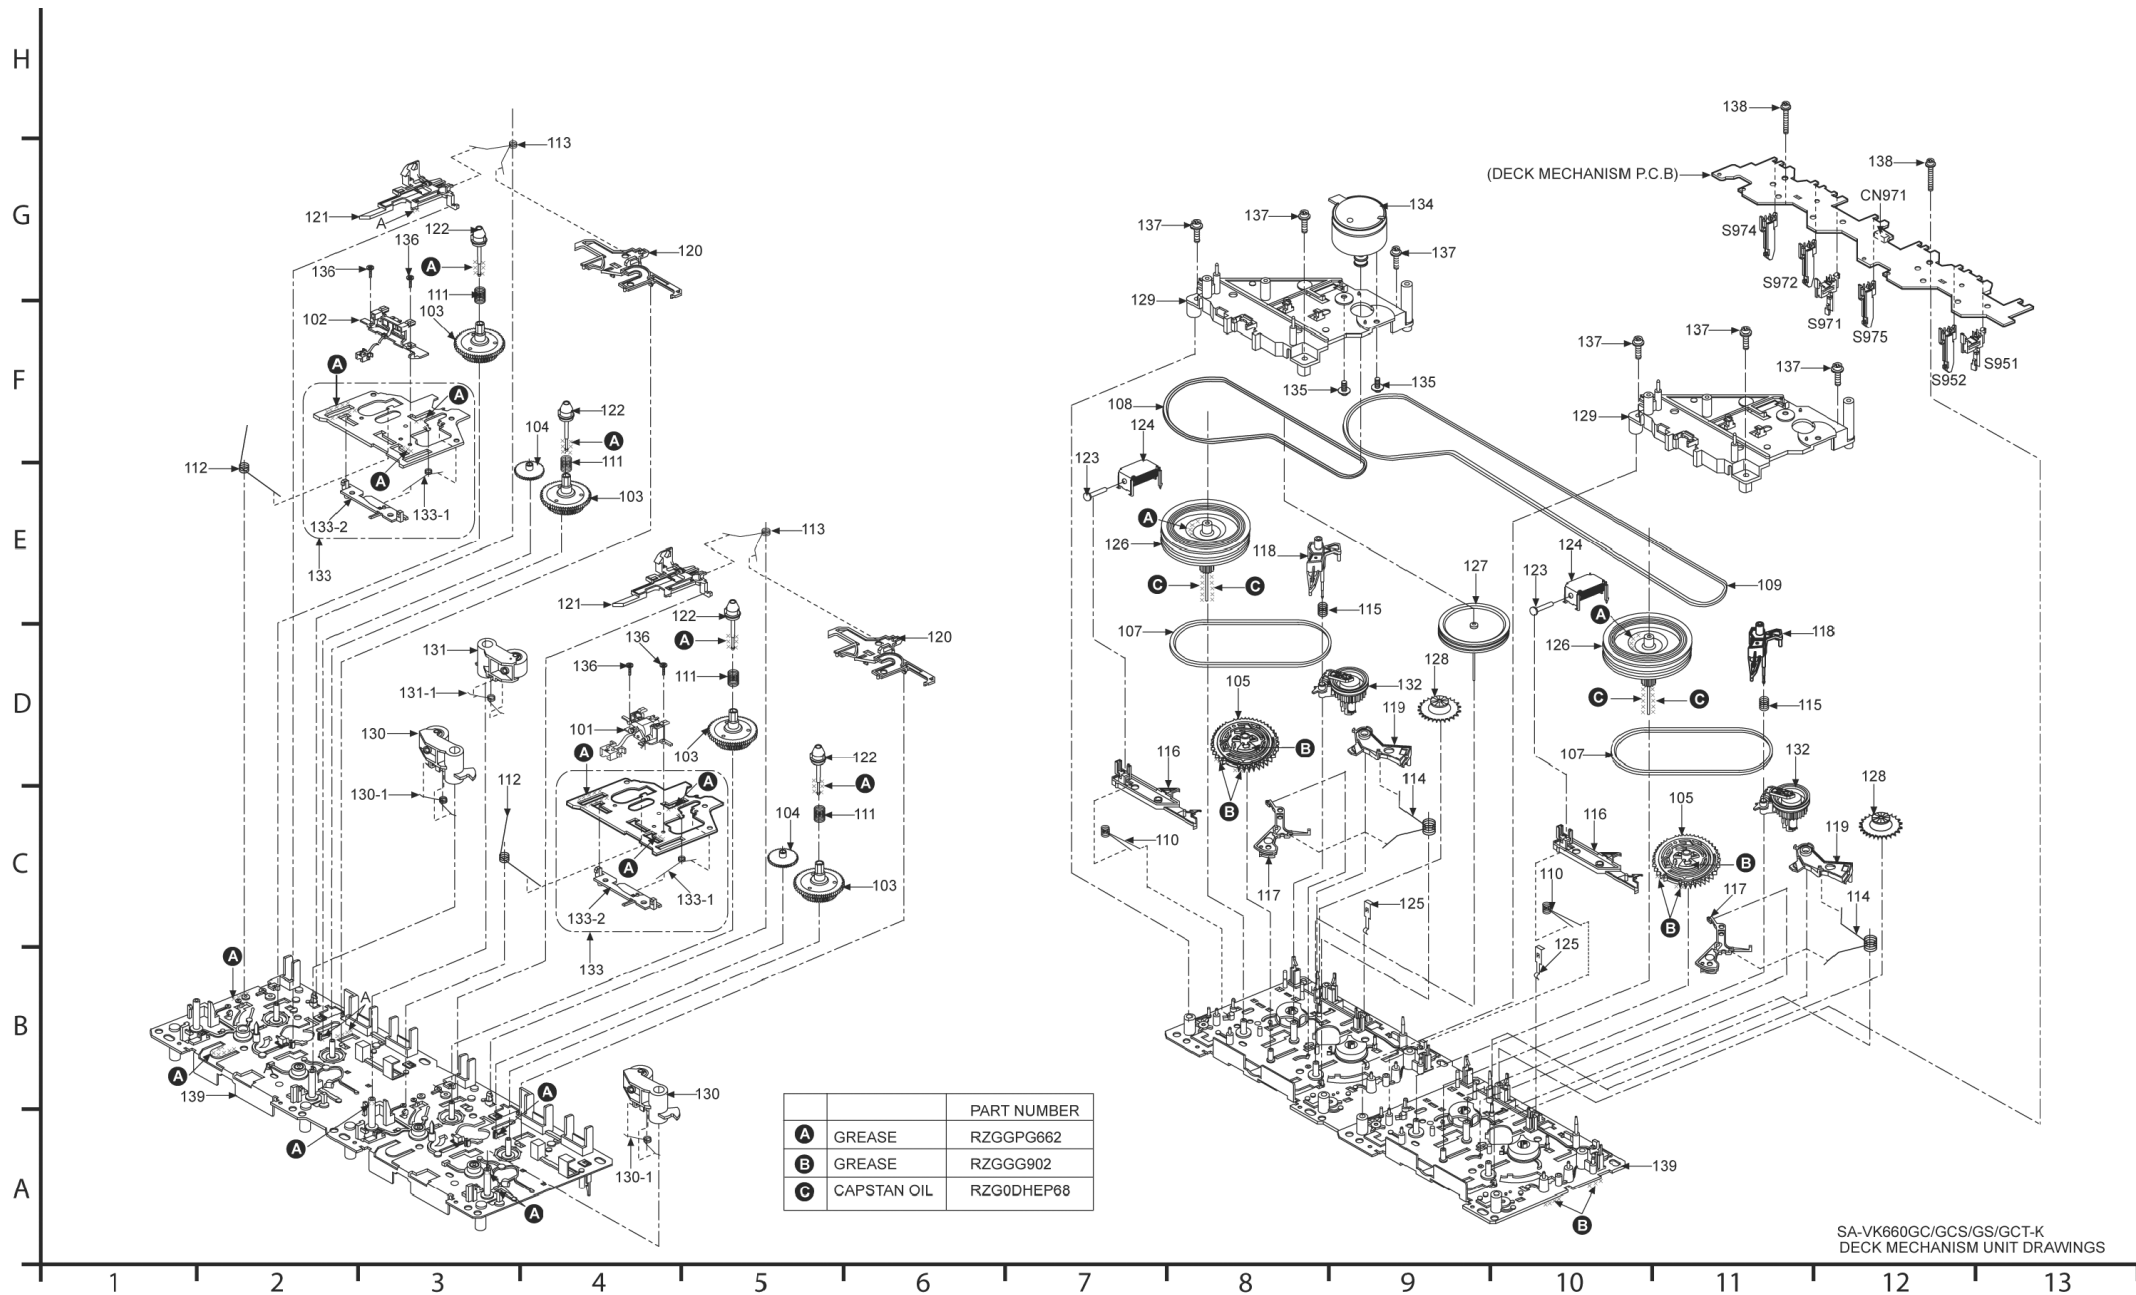 H
138
113
138
(DECK MECHANISM P.C.B)
CN971
G
121
A
122
136
136
A
120
137
137
134
137
S974
S972
111
103
102
129
S971
S975
137
137
S951
S952
137
F
A
A
135
135
122
108
104
A
111
124
129
112
A
123
103
133-2
133-1
A
E
126
113
118
124
127
C
C
123
109
133
115
A
121
122
107
126
118
131
A
120
136
136
128
132
C
C
115
131-1
111
105
D
130
101
119
107
132
A
103
122
B
116
A
A
128
112
114
130-1
104
111
B
105
116
119
110
C
A
B
103
110
117
114
133-2
133-1
117
125
B
125
A
133
A
B
A
139
A
130
A
PART NUMBER
A GREASE RZGGPG662
B GREASE RZGGG902
C CAPSTAN OIL RZG0DHEP68
139
130-1
A
A
B
SA-VK660GC/GCS/GS/GCT-K
DECK MECHANISM UNIT DRAWINGS
1 2 3 4 5 6 7 8 9 10 11 12 13